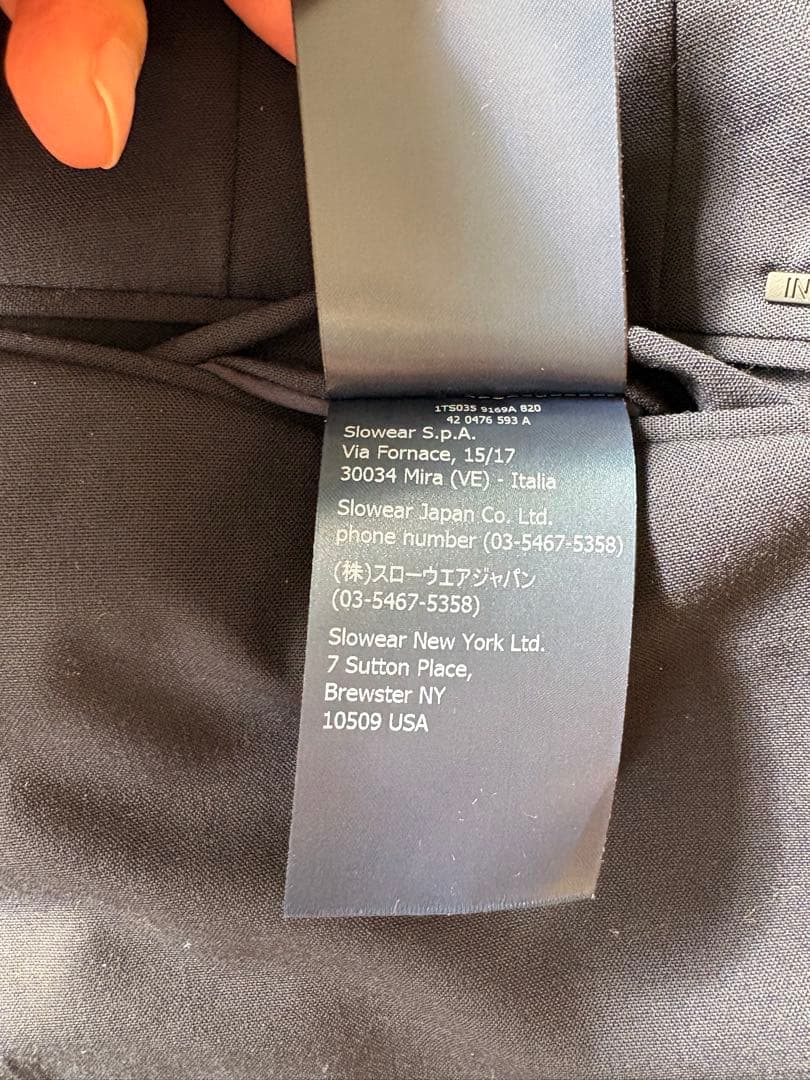 1TS035 9169A 820
42 0476 593 A
Slowear S.p.A.
Via Fornace, 15/17
30034 Mira (VE) - Italia
Slowear Japan Co. Ltd.
phone number (03-5467-5358)
(株)スローウエアジャパン
(03-5467-5358)
Slowear New York Ltd.
7 Sutton Place,
Brewster NY
10509 USA
IN